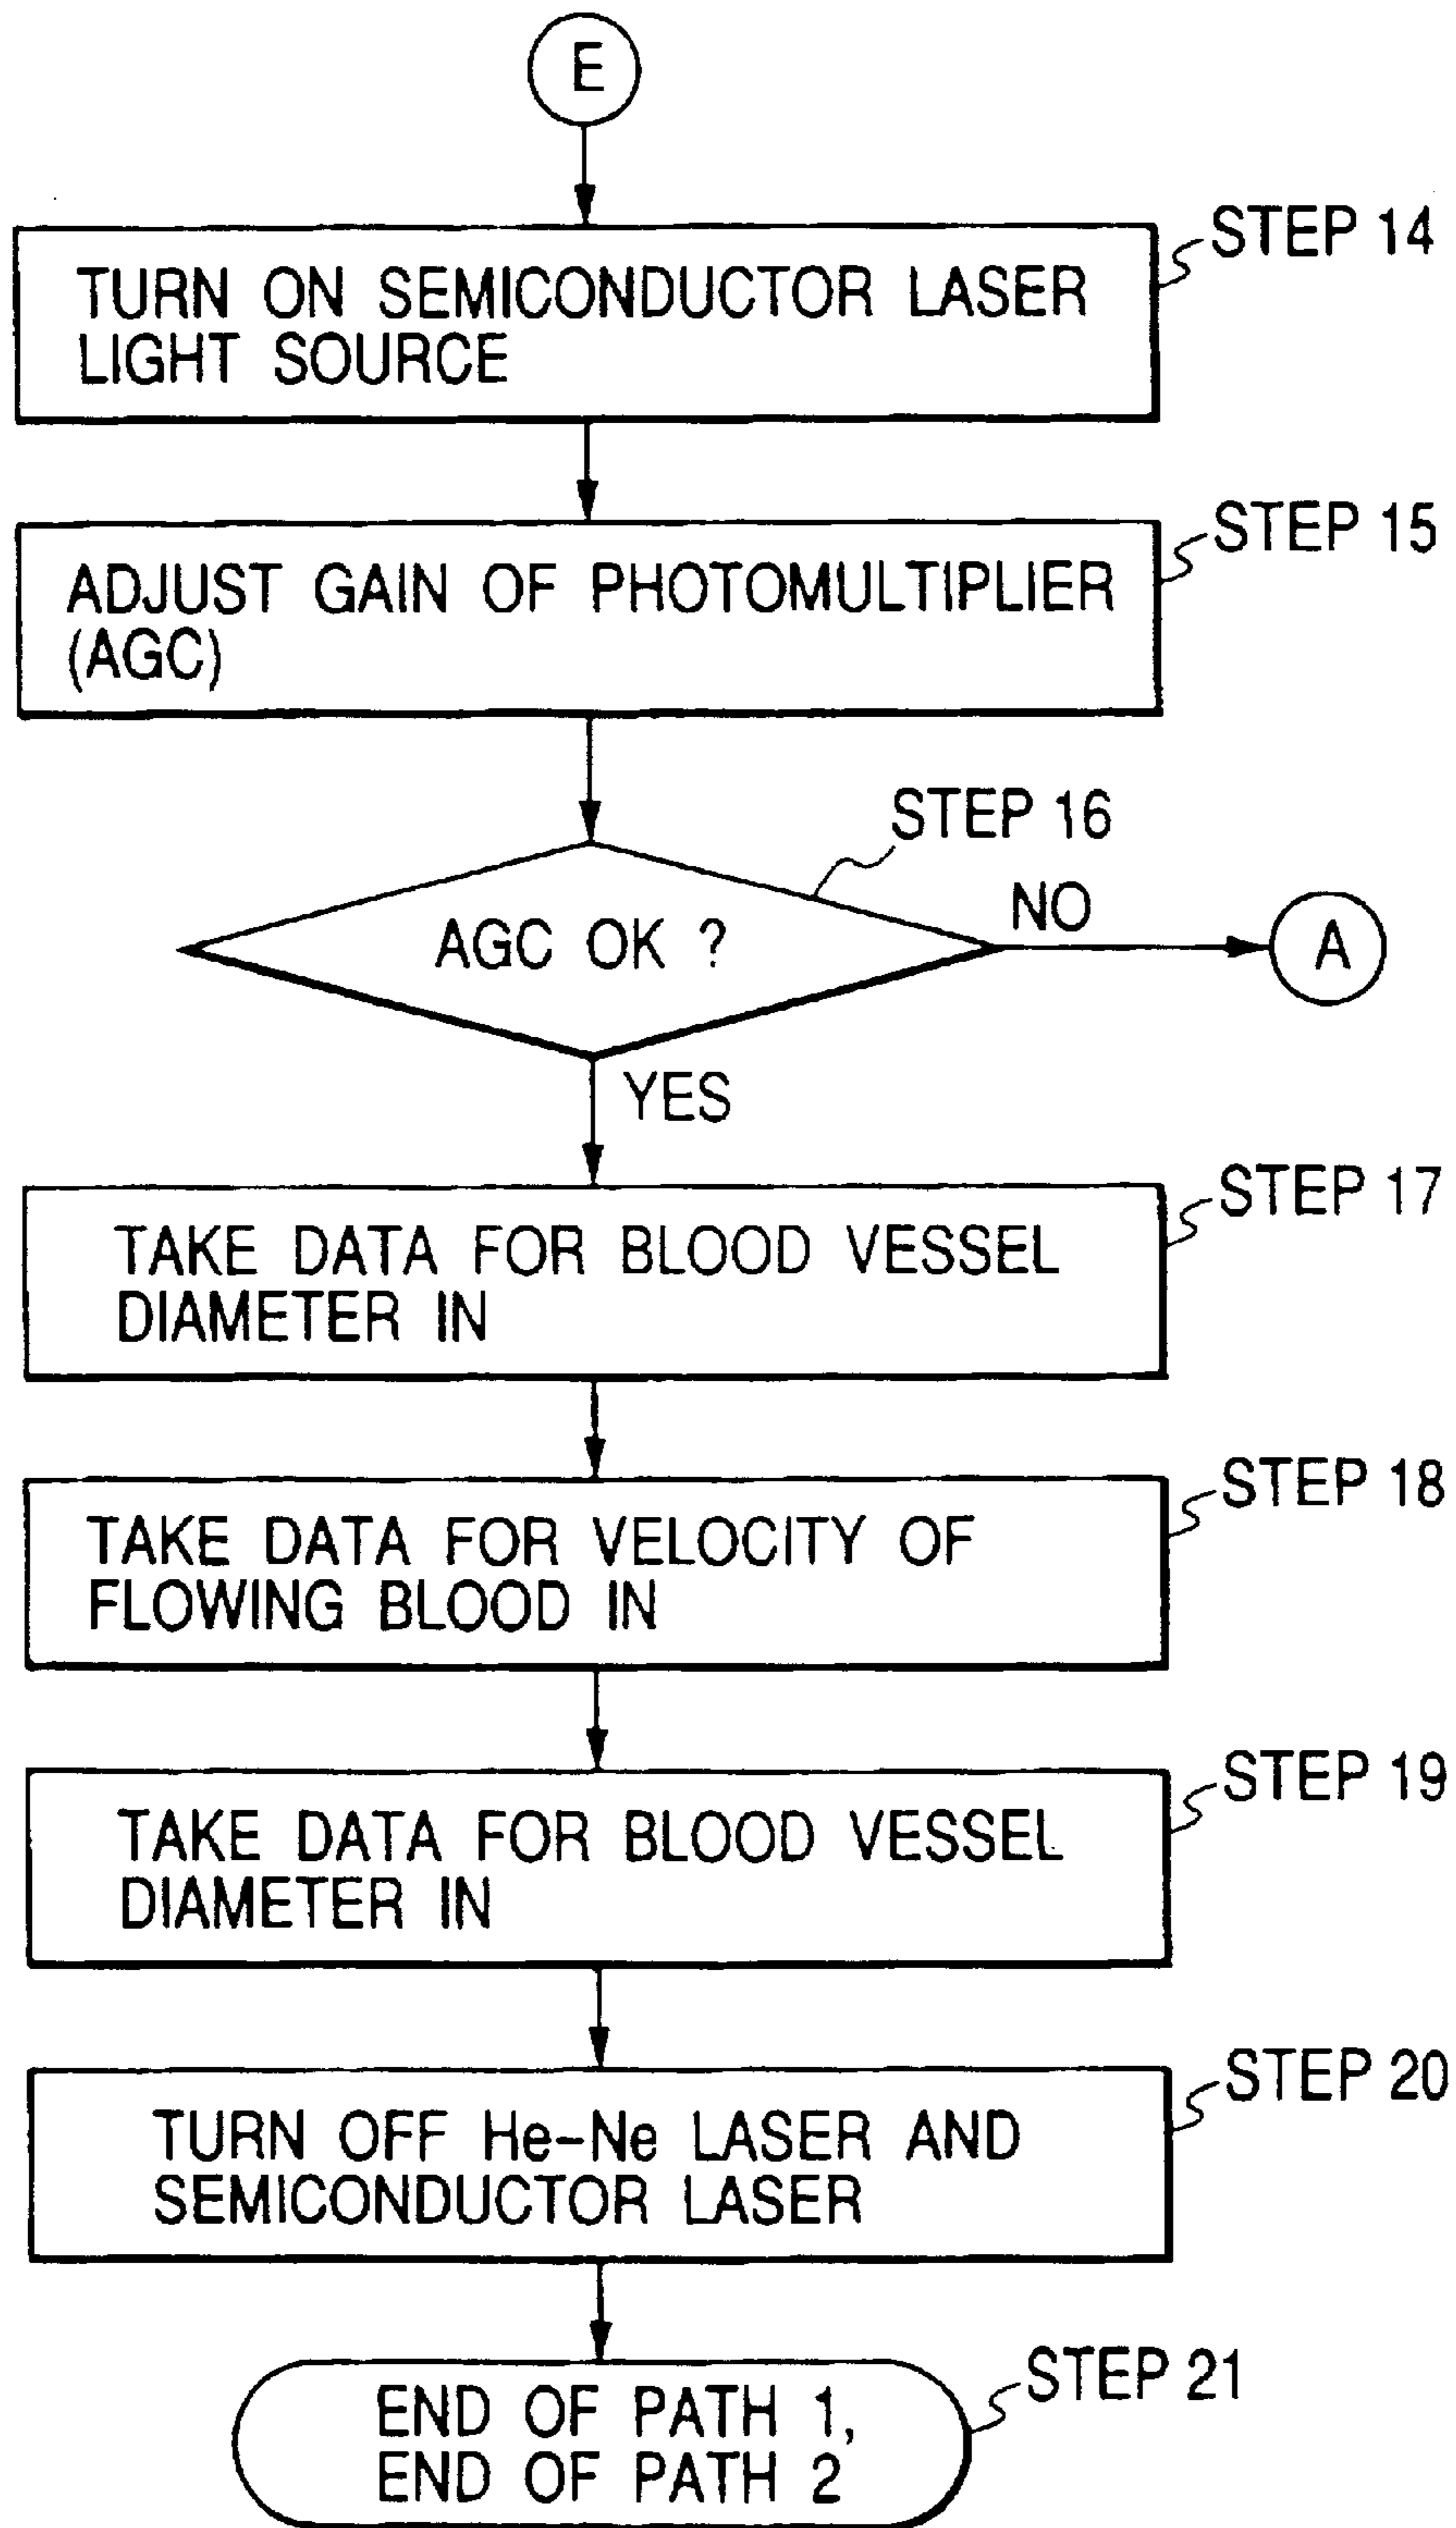 E
STEP 14
TURN ON SEMICONDUCTOR LASER
LIGHT SOURCE
STEP 15
ADJUST GAIN OF PHOTOMULTIPLIER
(AGC)
STEP 16
AGC OK ?
NO
A
YES
STEP 17
TAKE DATA FOR BLOOD VESSEL
DIAMETER IN
STEP 18
TAKE DATA FOR VELOCITY OF
FLOWING BLOOD IN
STEP 19
TAKE DATA FOR BLOOD VESSEL
DIAMETER IN
STEP 20
TURN OFF He-Ne LASER AND
SEMICONDUCTOR LASER
STEP 21
END OF PATH 1,
END OF PATH 2